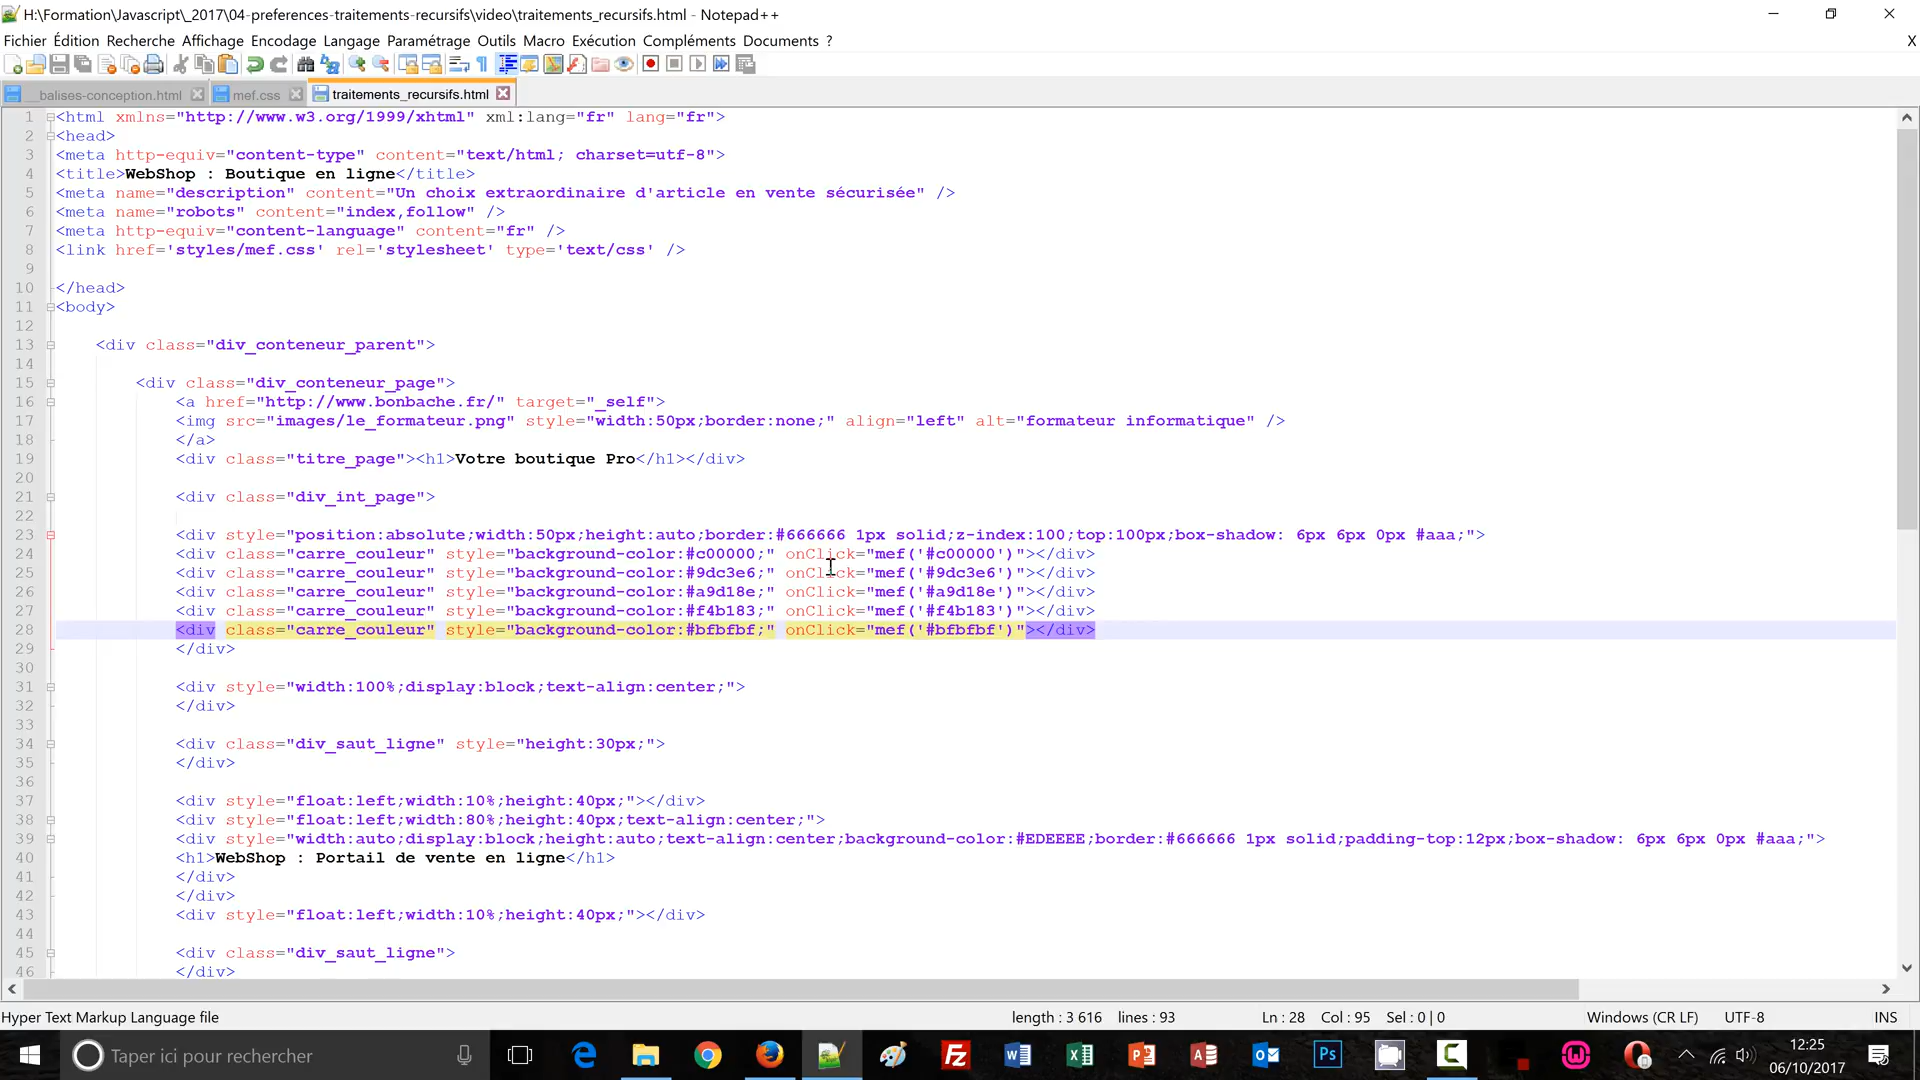 H:\Formation\Javascript\_2017\04-preferences-traitements-recursifs\video\traitements_recursifs.html - Notepad++
Fichier Édition Recherche Affichage Encodage Langage Paramétrage Outils Macro Exécution Compléments Documents ? X
__balises-conception.html mef.css traitements_recursifs.html
1 <html xmlns="http://www.w3.org/1999/xhtml" xml:lang="fr" lang="fr">
2 <head>
3 <meta http-equiv="content-type" content="text/html; charset=utf-8">
4 <title>WebShop : Boutique en ligne</title>
5 <meta name="description" content="Un choix extraordinaire d'article en vente sécurisée" />
6 <meta name="robots" content="index,follow" />
7 <meta http-equiv="content-language" content="fr" />
8 <link href='styles/mef.css' rel='stylesheet' type='text/css' />
9
10 </head>
11 <body>
12
13 <div class="div_conteneur_parent">
14
15 <div class="div_conteneur_page">
16 <a href="http://www.bonbache.fr/" target="_self">
17 <img src="images/le_formateur.png" style="width:50px;border:none;" align="left" alt="formateur informatique" />
18 </a>
19 <div class="titre_page"><h1>Votre boutique Pro</h1></div>
20
21 <div class="div_int_page">
22
23 <div style="position:absolute;width:50px;height:auto;border:#666666 1px solid;z-index:100;top:100px;box-shadow: 6px 6px 0px #aaa;">
24 <div class="carre_couleur" style="background-color:#c00000;" onClick="mef('#c00000')"></div>
25 <div class="carre_couleur" style="background-color:#9dc3e6;" onClick="mef('#9dc3e6')"></div>
26 <div class="carre_couleur" style="background-color:#a9d18e;" onClick="mef('#a9d18e')"></div>
27 <div class="carre_couleur" style="background-color:#f4b183;" onClick="mef('#f4b183')"></div>
28 <div class="carre_couleur" style="background-color:#bfbfbf;" onClick="mef('#bfbfbf')"></div>
29 </div>
30
31 <div style="width:100%;display:block;text-align:center;">
32 </div>
33
34 <div class="div_saut_ligne" style="height:30px;">
35 </div>
36
37 <div style="float:left;width:10%;height:40px;"></div>
38 <div style="float:left;width:80%;height:40px;text-align:center;">
39 <div style="width:auto;display:block;height:auto;text-align:center;background-color:#EDEEEE;border:#666666 1px solid;padding-top:12px;box-shadow: 6px 6px 0px #aaa;">
40 <h1>WebShop : Portail de vente en ligne</h1>
41 </div>
42 </div>
43 <div style="float:left;width:10%;height:40px;"></div>
44
45 <div class="div_saut_ligne">
46 </div>
Hyper Text Markup Language file length : 3 616 lines : 93 Ln : 28 Col : 95 Sel : 0 | 0 Windows (CR LF) UTF-8 INS
Taper ici pour rechercher
12:25
06/10/2017